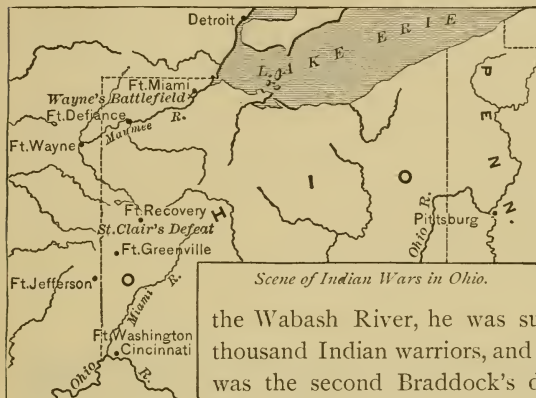 Detroit
LAKE ERIE
PENN.
Ft.Miami
Wayne's Battlefield
Ft.Defiance
Maumee R.
Ft.Wayne
OHIO
Ft.Recovery
St.Clair's Defeat
Ohio R.
Pittsburg
Ft.Greenville
Ft.Jefferson
Miami R.
Ft.Washington
Cincinnati
Ohio R.
Scene of Indian Wars in Ohio.
the Wabash River, he was su
thousand Indian warriors, and
was the second Braddock's d